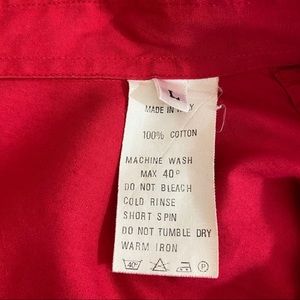 L
MADE IN ITALY
100% COTTON
MACHINE WASH
MAX 40°
DO NOT BLEACH
COLD RINSE
SHORT SPIN
DO NOT TUMBLE DRY
WARM IRON
40° P